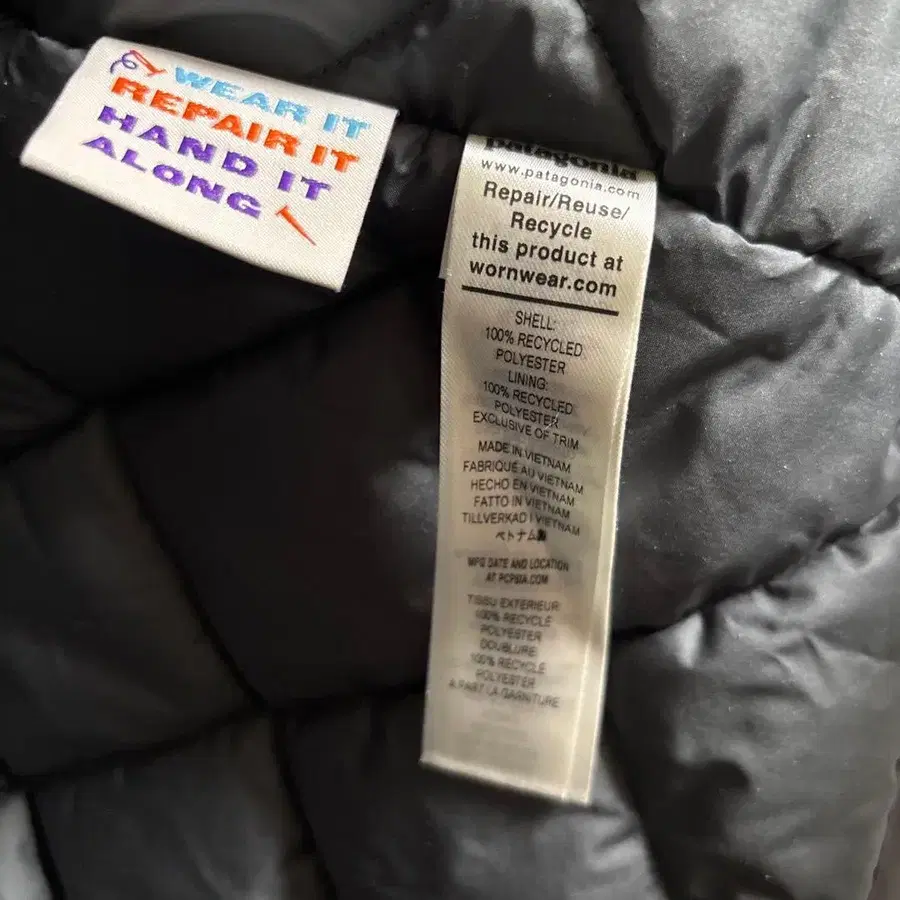 WEAR IT
REPAIR IT
HAND IT
ALONG
patagonia
www.patagonia.com
Repair/Reuse/
Recycle
this product at
wornwear.com
SHELL:
100% RECYCLED
POLYESTER
LINING:
100% RECYCLED
POLYESTER
EXCLUSIVE OF TRIM
MADE IN VIETNAM
FABRIQUÉ AU VIETNAM
HECHO EN VIETNAM
FATTO IN VIETNAM
TILLVERKAD I VIETNAM
ベトナム製
MFG DATE AND LOCATION
AT PCPSIA.COM
TISSU EXTERIEUR:
100% RECYCLÉ
POLYESTER
DOUBLURE
100% RECYCLÉ
POLYESTER
A PART LA GARNITURE